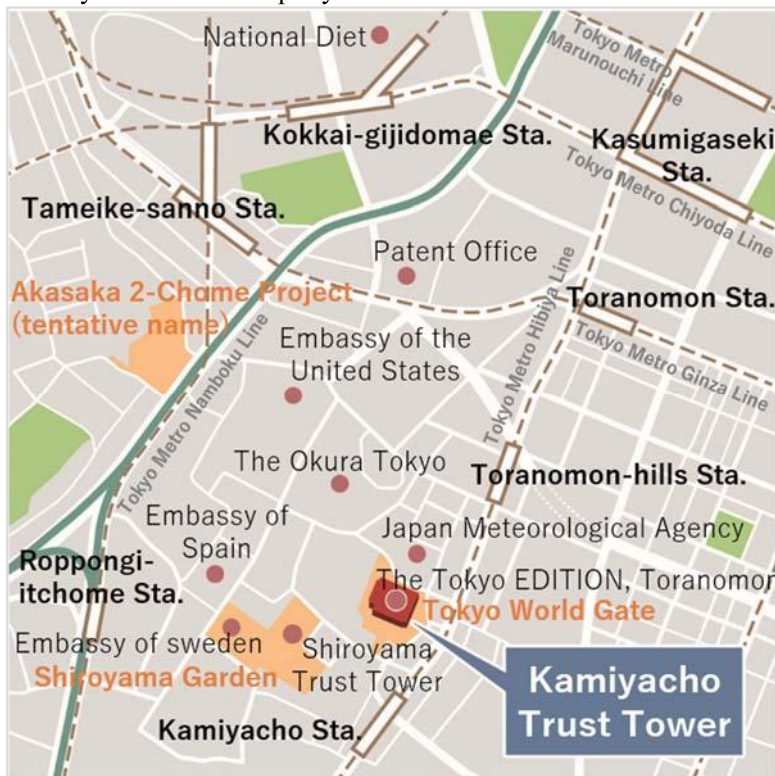 National Diet
Tokyo Metro
Marunouchi Line
Kokkai-gijidomae Sta.
Kasumigaseki
Sta.
Tokyo Metro Chiyoda Line
Tameike-sanno Sta.
Patent Office
Akasaka 2-Chome Project
(tentative name)
Toranomon Sta.
Tokyo Metro Hibiya Line
Tokyo Metro Ginza Line
Tokyo Metro Namboku Line
Embassy of the
United States
The Okura Tokyo
Toranomon-hills Sta.
Embassy of
Spain
Japan Meteorological Agency
Roppongi-
itchome Sta.
The Tokyo EDITION, Toranomon
Tokyo World Gate
Embassy of sweden
Shiroyama Garden
Shiroyama
Trust Tower
Kamiyacho
Trust Tower
Kamiyacho Sta.